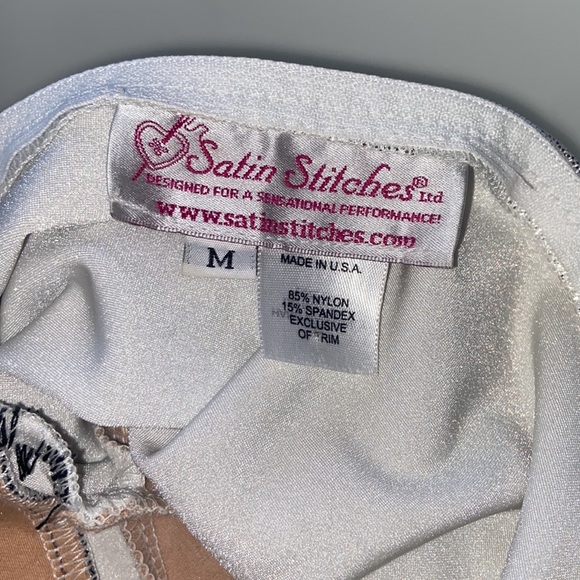 Satin Stitches® Ltd
DESIGNED FOR A SENSATIONAL PERFORMANCE!
www.satinstitches.com
M
MADE IN U.S.A.
85% NYLON
15% SPANDEX
EXCLUSIVE
OF TRIM